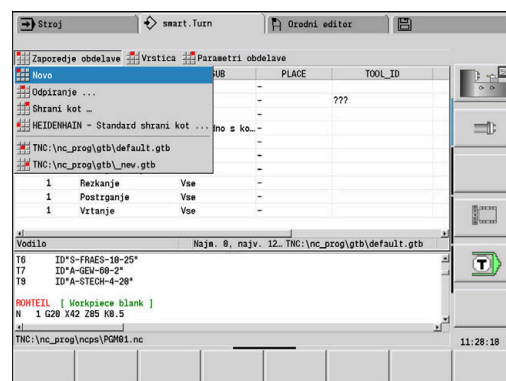 Stroj smart.Turn Orodni editor
Zaporedje obdelave Vrstica Parametri obdelave
Novo
SUB PLACE TOOL_ID
Odpiranje ... –
Shrani kot … – ???
–
HEIDENHAIN - Standard shrani kot ... dno s ko… –
–
TNC:\nc_prog\gtb\default.gtb –
TNC:\nc_prog\gtb\_new.gtb –
1 Rezkanje Vse –
1 Postrganje Vse –
1 Vrtanje Vse –
Vodilo Najm. 0, najv. 12… TNC:\nc_prog\gtb\default.gtb
T6 ID"S-FRAES-10-25"
T7 ID"A-GEW-60-2"
T9 ID"A-STECH-4-20"
ROHTEIL [ Workpiece blank ]
N 1 G20 X42 Z85 K0.5
TNC:\nc_prog\ncps\PGM01.nc
T
11:28:18